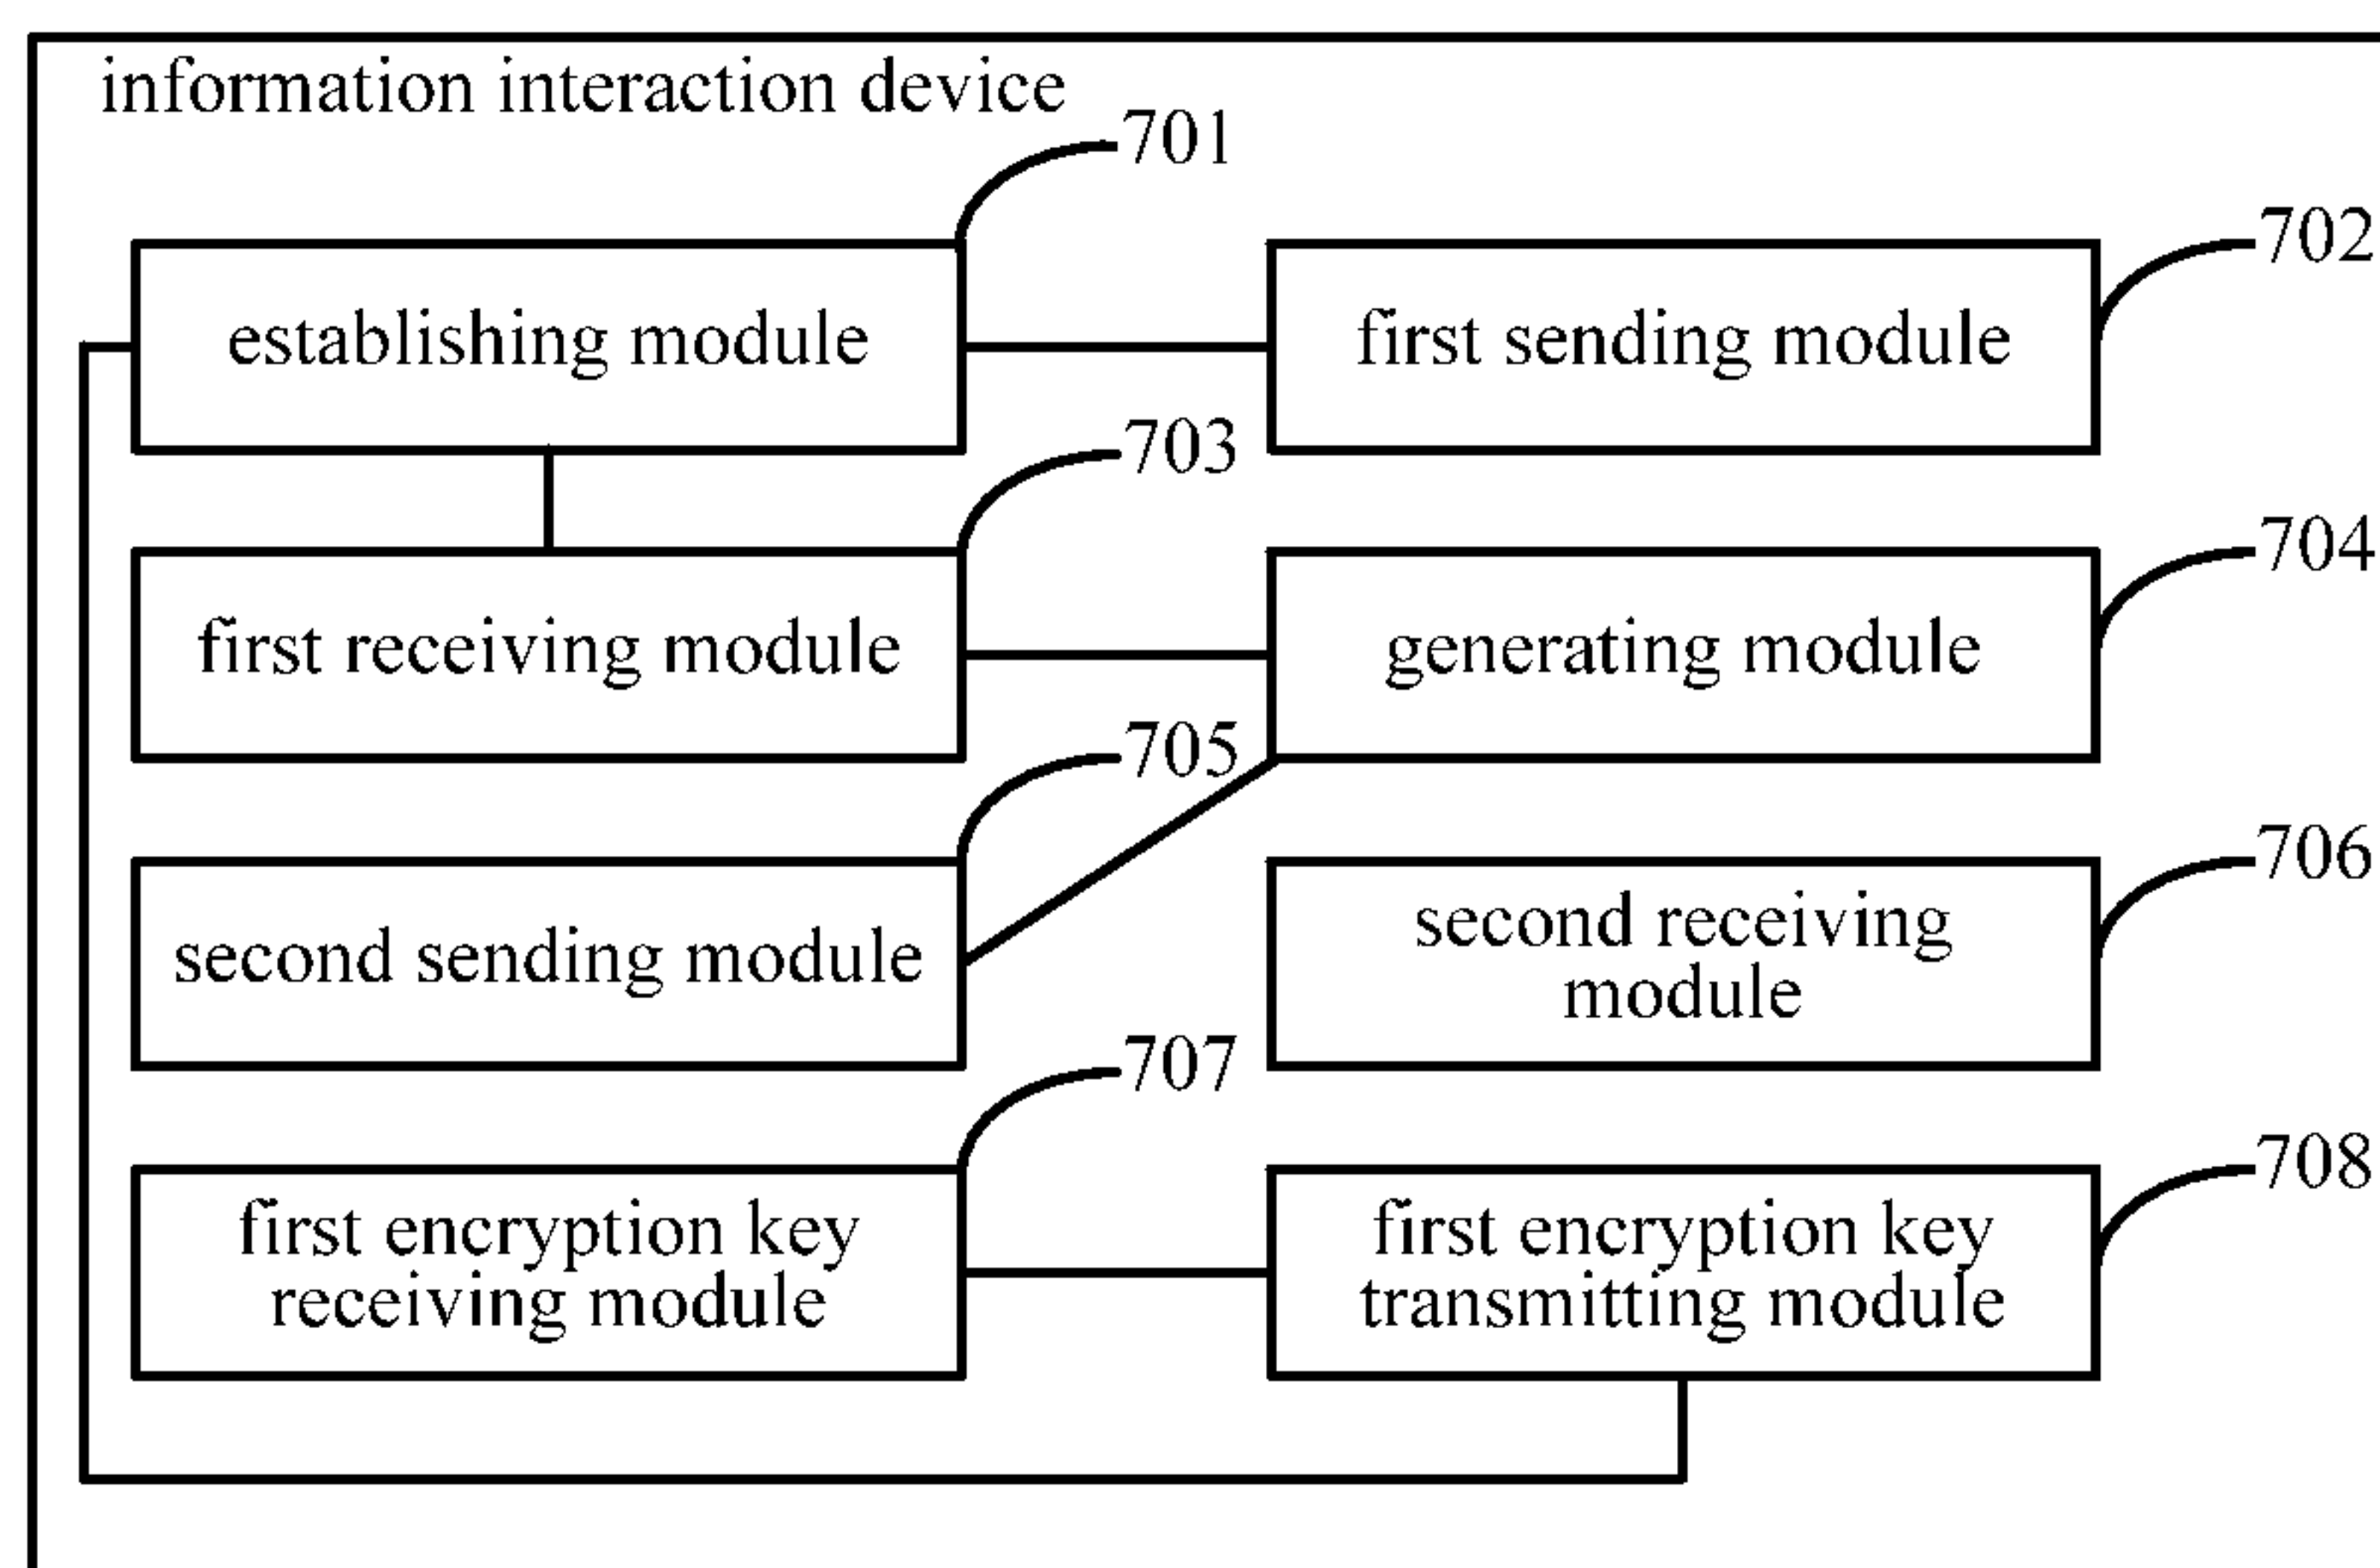 information interaction device
701
702
establishing module
first sending module
703
704
first receiving module
generating module
705
706
second sending module
second receiving
module
707
708
first encryption key
receiving module
first encryption key
transmitting module